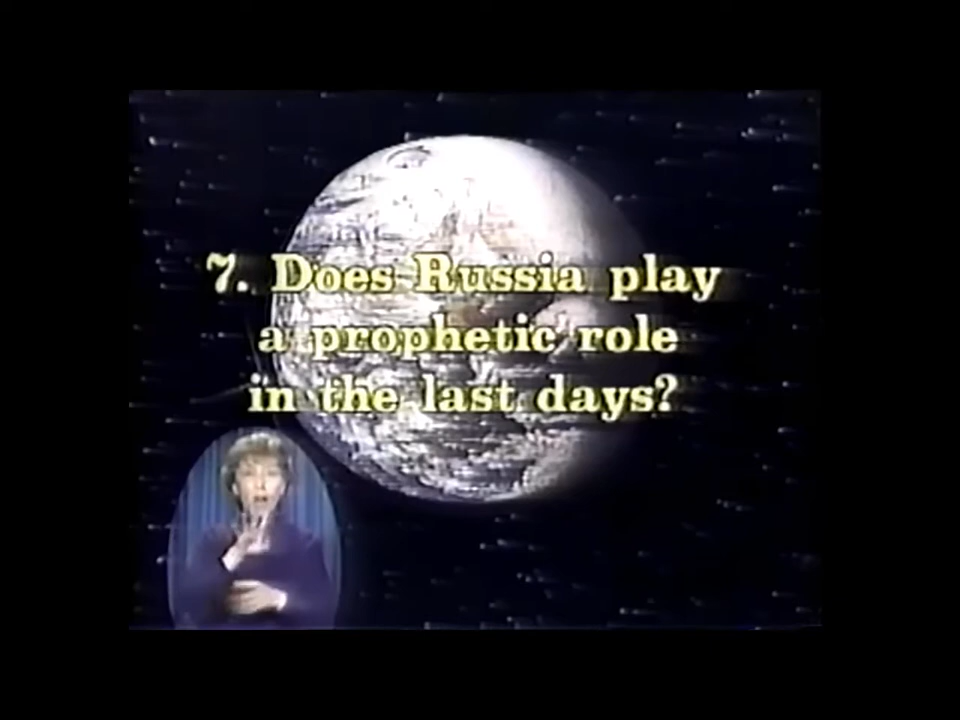 7. Does Russia play
a prophetic role
in the last days?